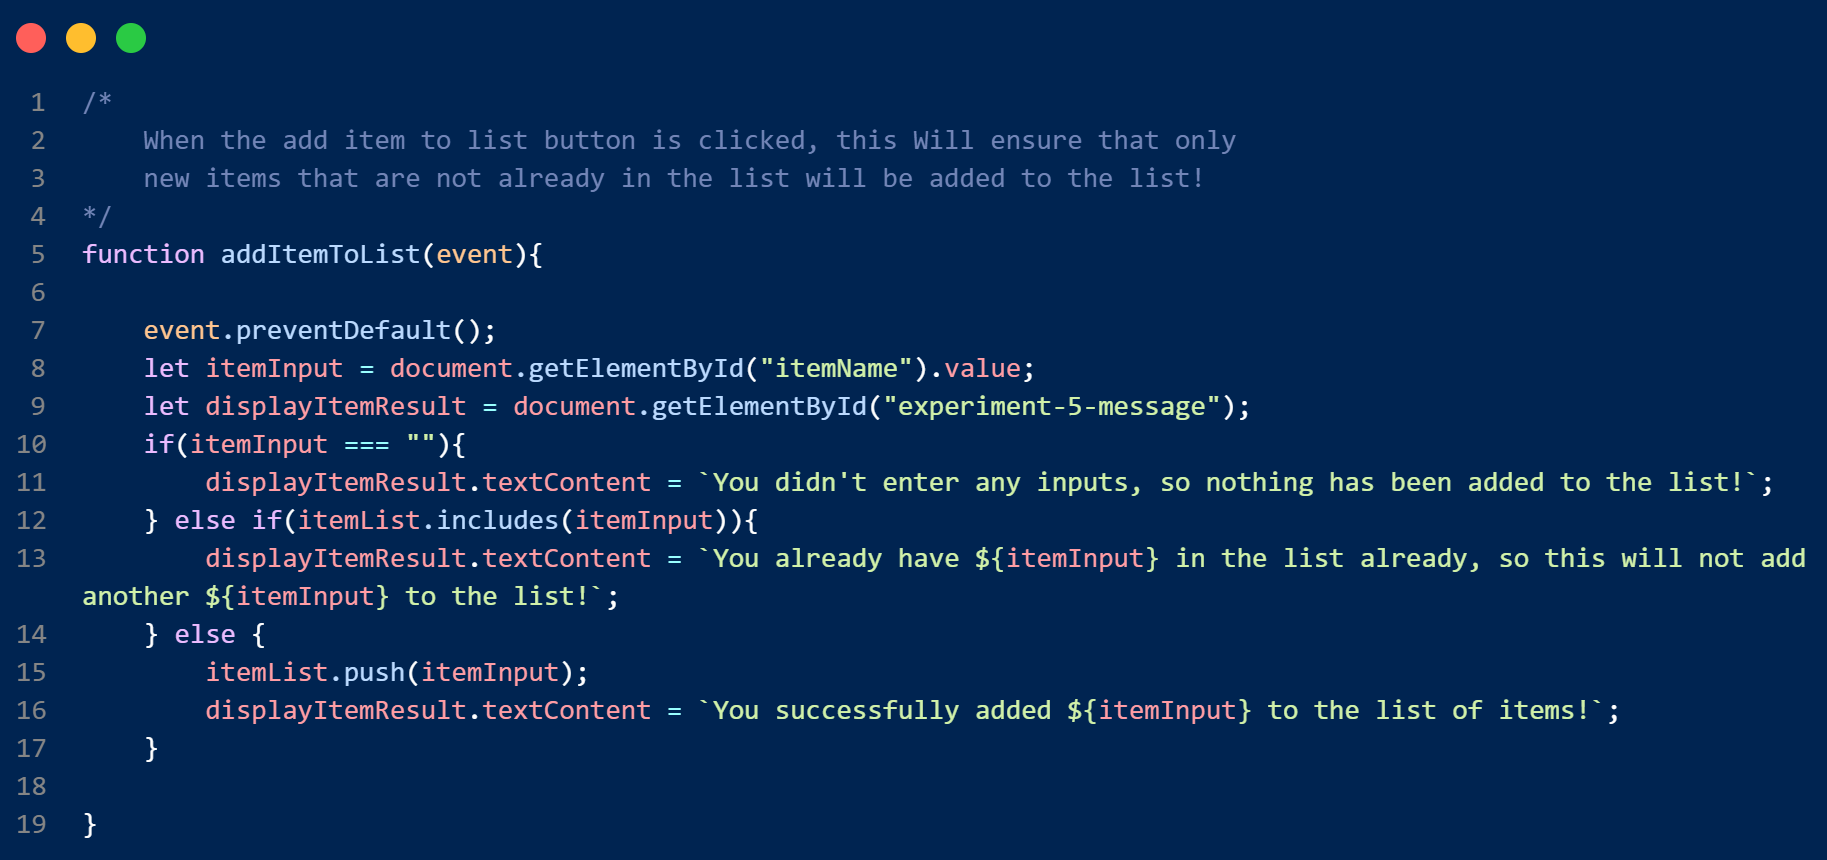 1 /*
2     When the add item to list button is clicked, this Will ensure that only
3     new items that are not already in the list will be added to the list!
4 */
5 function addItemToList(event){
6
7     event.preventDefault();
8     let itemInput = document.getElementById("itemName").value;
9     let displayItemResult = document.getElementById("experiment-5-message");
10     if(itemInput === ""){
11         displayItemResult.textContent = `You didn't enter any inputs, so nothing has been added to the list!`;
12     } else if(itemList.includes(itemInput)){
13         displayItemResult.textContent = `You already have ${itemInput} in the list already, so this will not add
another ${itemInput} to the list!`;
14     } else {
15         itemList.push(itemInput);
16         displayItemResult.textContent = `You successfully added ${itemInput} to the list of items!`;
17     }
18
19 }